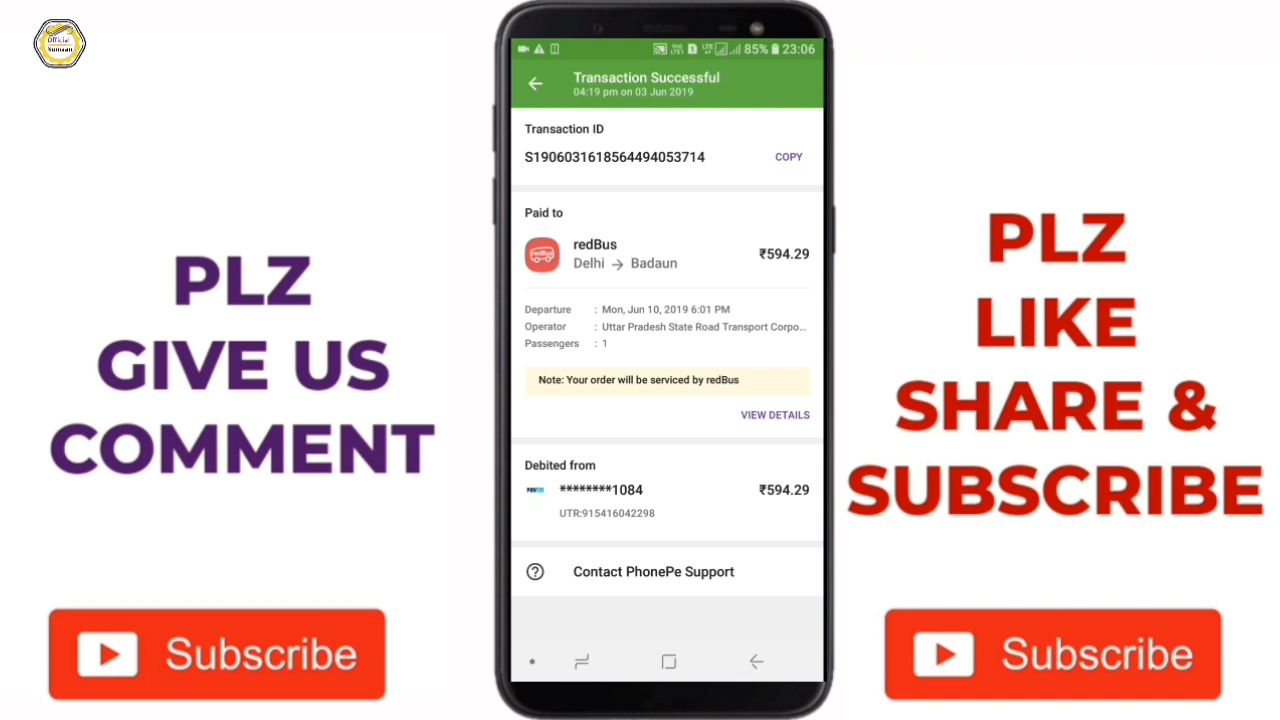 Official
Numaan
PLZ
GIVE US
COMMENT
Subscribe
85% 23:06
Transaction Successful
04:19 pm on 03 Jun 2019
Transaction ID
S1906031618564494053714 COPY
Paid to
redBus ₹594.29
Delhi → Badaun
Departure : Mon, Jun 10, 2019 6:01 PM
Operator : Uttar Pradesh State Road Transport Corpo...
Passengers : 1
Note: Your order will be serviced by redBus
VIEW DETAILS
Debited from
paytm ********1084 ₹594.29
UTR:915416042298
Contact PhonePe Support
PLZ
LIKE
SHARE &
SUBSCRIBE
Subscribe